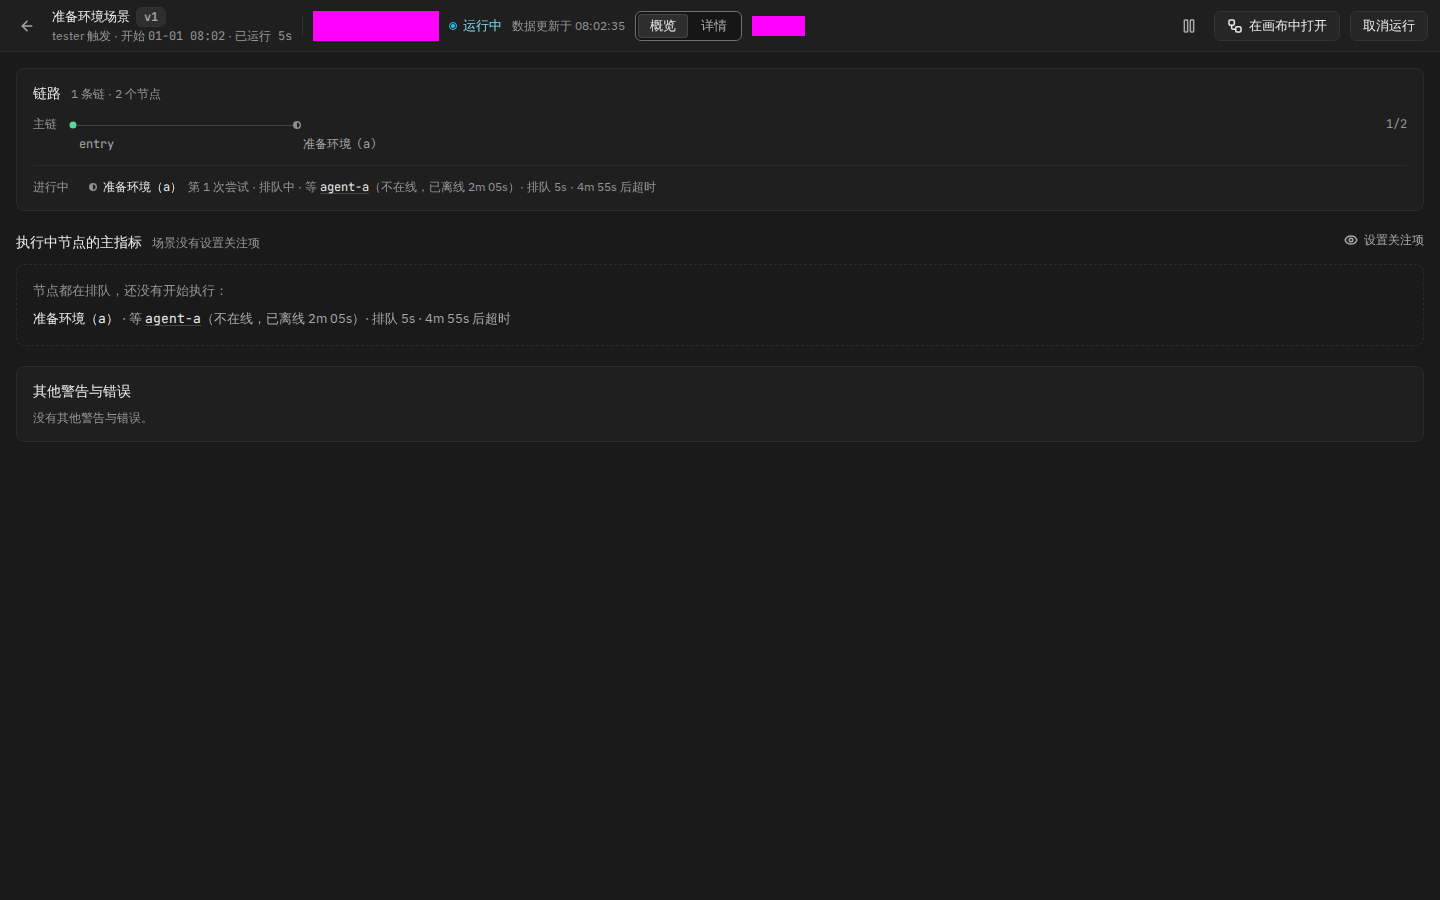 准备环境场景 v1
tester 触发 · 开始 01-01 08:02 · 已运行 5s
运行中 数据更新于 08:02:35 概览 详情
在画布中打开 取消运行
链路 1 条链 · 2 个节点
主链 1/2
entry 准备环境（a）
进行中 准备环境（a） 第 1 次尝试 · 排队中 · 等 agent-a（不在线，已离线 2m 05s）· 排队 5s · 4m 55s 后超时
执行中节点的主指标 场景没有设置关注项 设置关注项
节点都在排队，还没有开始执行：
准备环境（a） · 等 agent-a（不在线，已离线 2m 05s）· 排队 5s · 4m 55s 后超时
其他警告与错误
没有其他警告与错误。